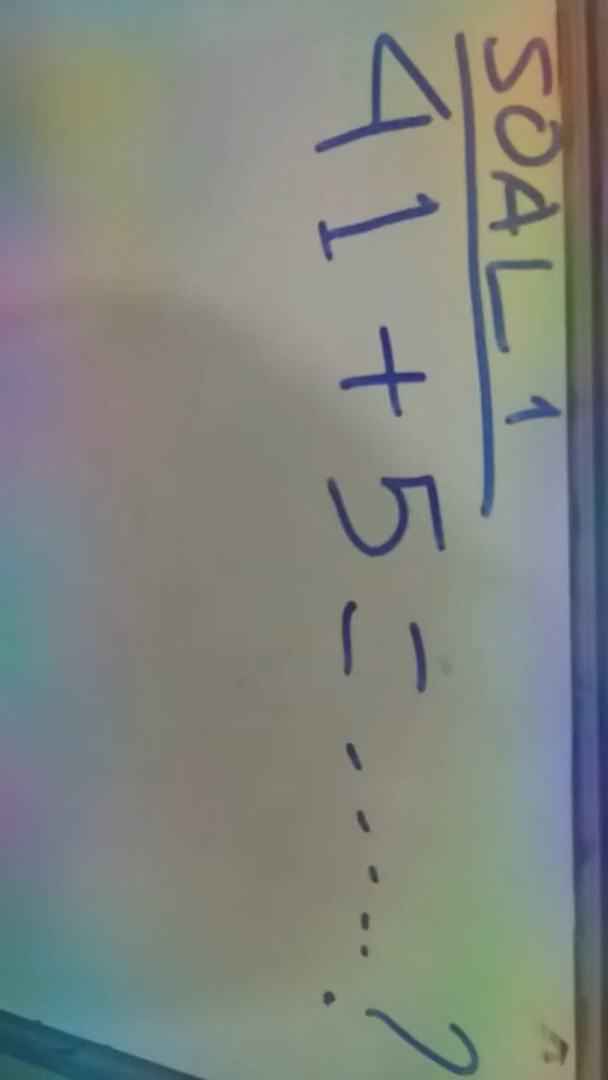 SOAL 1
41 + 5 = ......?